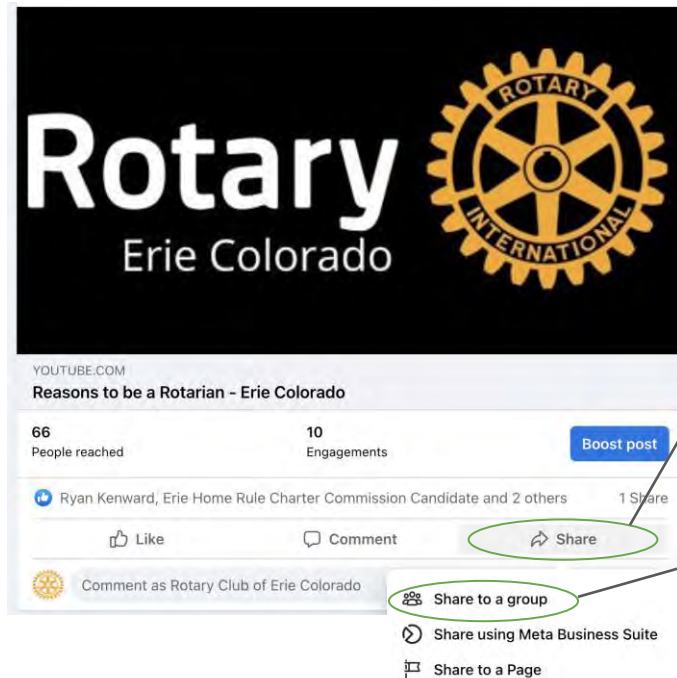 Rotary
Erie Colorado
ROTARY
INTERNATIONAL
YOUTUBE.COM
Reasons to be a Rotarian - Erie Colorado
66
10
People reached
Engagements
Boost post
Ryan Kenward, Erie Home Rule Charter Commission Candidate and 2 others 1 Share
Like Comment Share
Comment as Rotary Club of Erie Colorado
Share to a group
Share using Meta Business Suite
Share to a Page